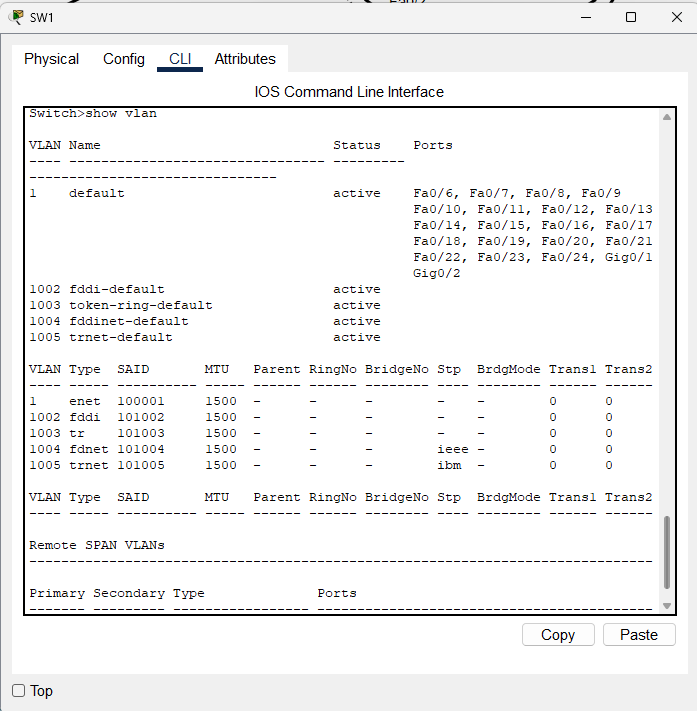 Fa0/2
SW1
Physical Config CLI Attributes
IOS Command Line Interface
Switch>show vlan
VLAN Name                             Status    Ports
---- -------------------------------- ---------
-------------------------------
1    default                          active    Fa0/6, Fa0/7, Fa0/8, Fa0/9
                                                Fa0/10, Fa0/11, Fa0/12, Fa0/13
                                                Fa0/14, Fa0/15, Fa0/16, Fa0/17
                                                Fa0/18, Fa0/19, Fa0/20, Fa0/21
                                                Fa0/22, Fa0/23, Fa0/24, Gig0/1
                                                Gig0/2
1002 fddi-default                     active
1003 token-ring-default               active
1004 fddinet-default                  active
1005 trnet-default                    active
VLAN Type  SAID       MTU   Parent RingNo BridgeNo Stp  BrdgMode Trans1 Trans2
---- ----- ---------- ----- ------ ------ -------- ---- -------- ------ ------
1    enet  100001     1500  -      -      -        -    -        0      0
1002 fddi  101002     1500  -      -      -        -    -        0      0
1003 tr    101003     1500  -      -      -        -    -        0      0
1004 fdnet 101004     1500  -      -      -        ieee -        0      0
1005 trnet 101005     1500  -      -      -        ibm  -        0      0
VLAN Type  SAID       MTU   Parent RingNo BridgeNo Stp  BrdgMode Trans1 Trans2
---- ----- ---------- ----- ------ ------ -------- ---- -------- ------ ------
Remote SPAN VLANs
------------------------------------------------------------------------------
Primary Secondary Type              Ports
------- --------- ----------------- ------------------------------------------
Copy Paste
Top